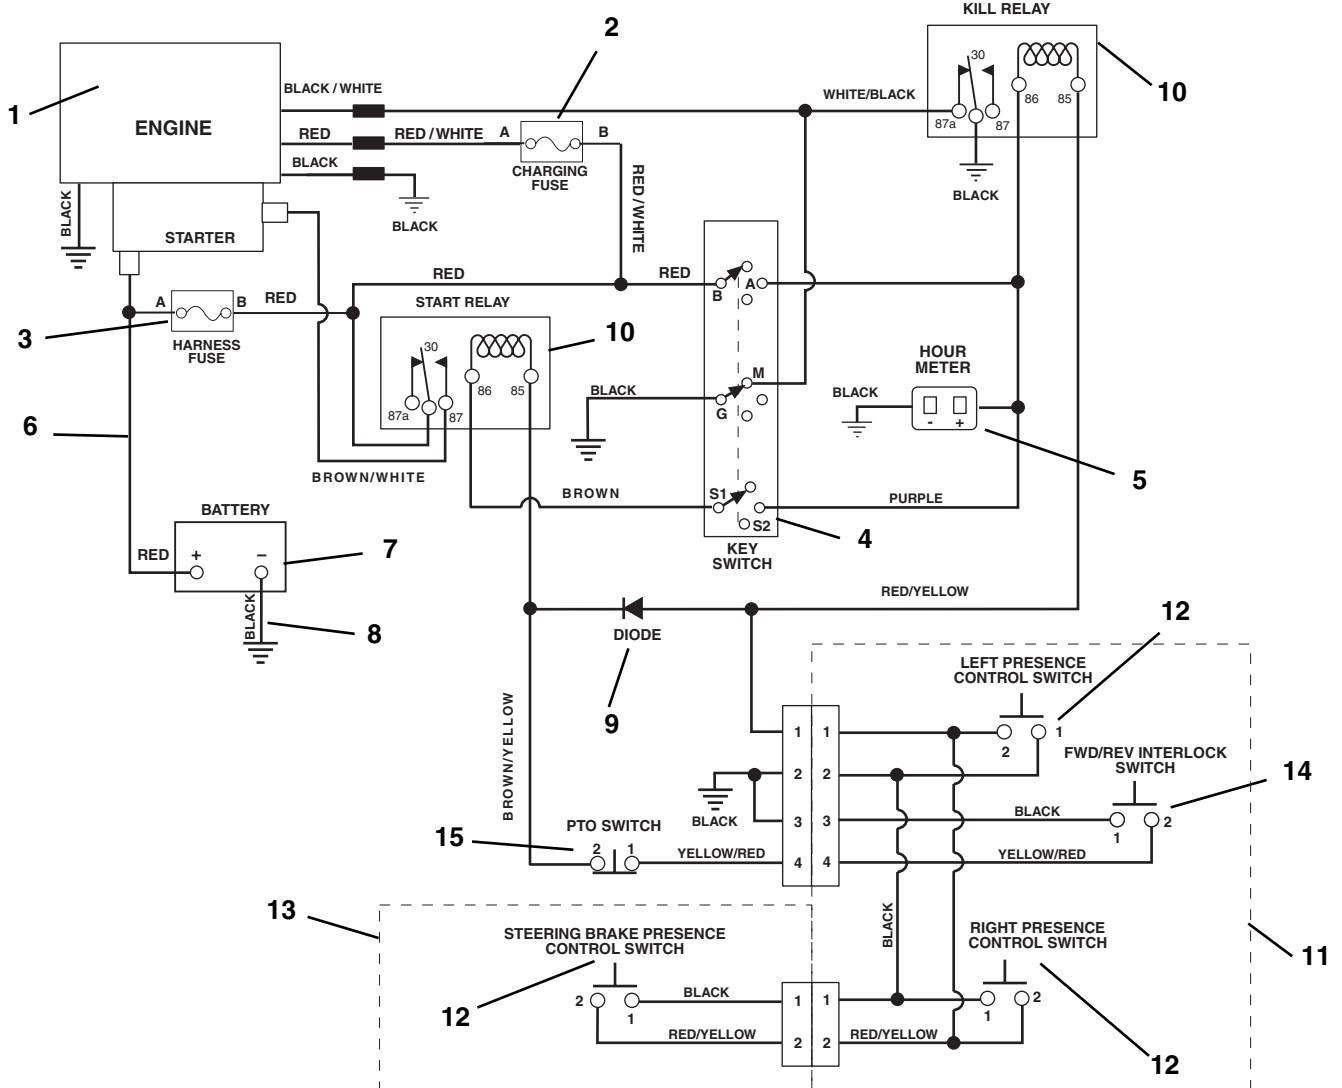 KILL RELAY
2
10
1
BLACK / WHITE
WHITE/BLACK
30
86
85
87a
87
ENGINE
RED
RED / WHITE
A
B
CHARGING
FUSE
BLACK
BLACK
BLACK
BLACK
RED / WHITE
STARTER
RED
RED
B
A
A
B
RED
START RELAY
10
3
HARNESS
FUSE
30
86
85
87a
87
HOUR
METER
BLACK
-
+
5
M
G
BLACK
6
BROWN/WHITE
BROWN
S1
S2
PURPLE
4
KEY
SWITCH
BATTERY
RED
+
–
7
BLACK
8
RED/YELLOW
DIODE
9
12
LEFT PRESENCE
CONTROL SWITCH
2
1
BROWN/YELLOW
FWD/REV INTERLOCK
SWITCH
14
1
1
2
2
3
3
4
4
BLACK
BLACK
1
2
15
PTO SWITCH
2
1
YELLOW/RED
YELLOW/RED
13
BLACK
STEERING BRAKE PRESENCE
CONTROL SWITCH
12
2
1
BLACK
RED/YELLOW
1
1
2
2
RED/YELLOW
RIGHT PRESENCE
CONTROL SWITCH
1
2
11
12